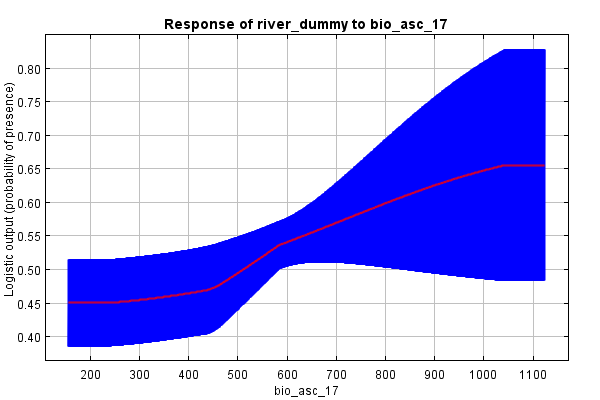 Response of river_dummy to bio_asc_17
Logistic output (probability of presence)
0.80
0.75
0.70
0.65
0.60
0.55
0.50
0.45
0.40
200 300 400 500 600 700 800 900 1000 1100
bio_asc_17